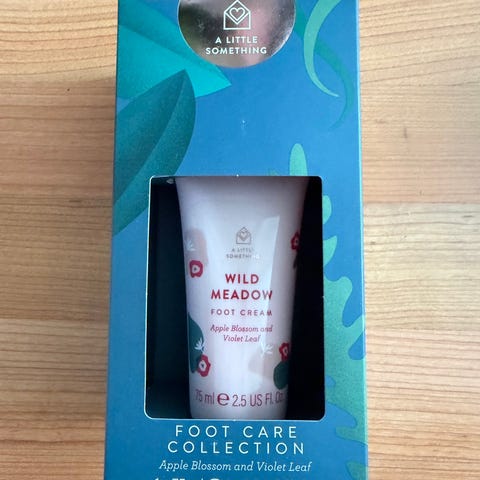 A LITTLE
SOMETHING
A LITTLE
SOMETHING
WILD
MEADOW
FOOT CREAM
Apple Blossom and
Violet Leaf
75 ml e 2.5 US Fl. Oz.
FOOT CARE
COLLECTION
Apple Blossom and Violet Leaf